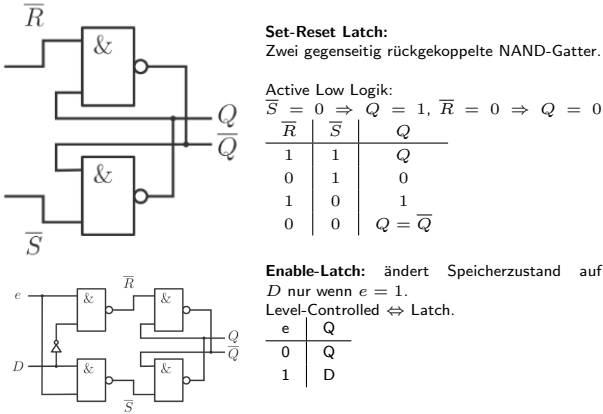 R̅
&
Q
Q̅
&
S̅
Set-Reset Latch:
Zwei gegenseitig rückgekoppelte NAND-Gatter.
Active Low Logik:
S̅ = 0 ⇒ Q = 1, R̅ = 0 ⇒ Q = 0
R̅ S̅ Q
1 1 Q
0 1 0
1 0 1
0 0 Q = Q̅
e
R̅
&
&
Q
Q̅
D
&
&
S̅
Enable-Latch: ändert Speicherzustand auf
D nur wenn e = 1.
Level-Controlled ⇔ Latch.
e Q
0 Q
1 D